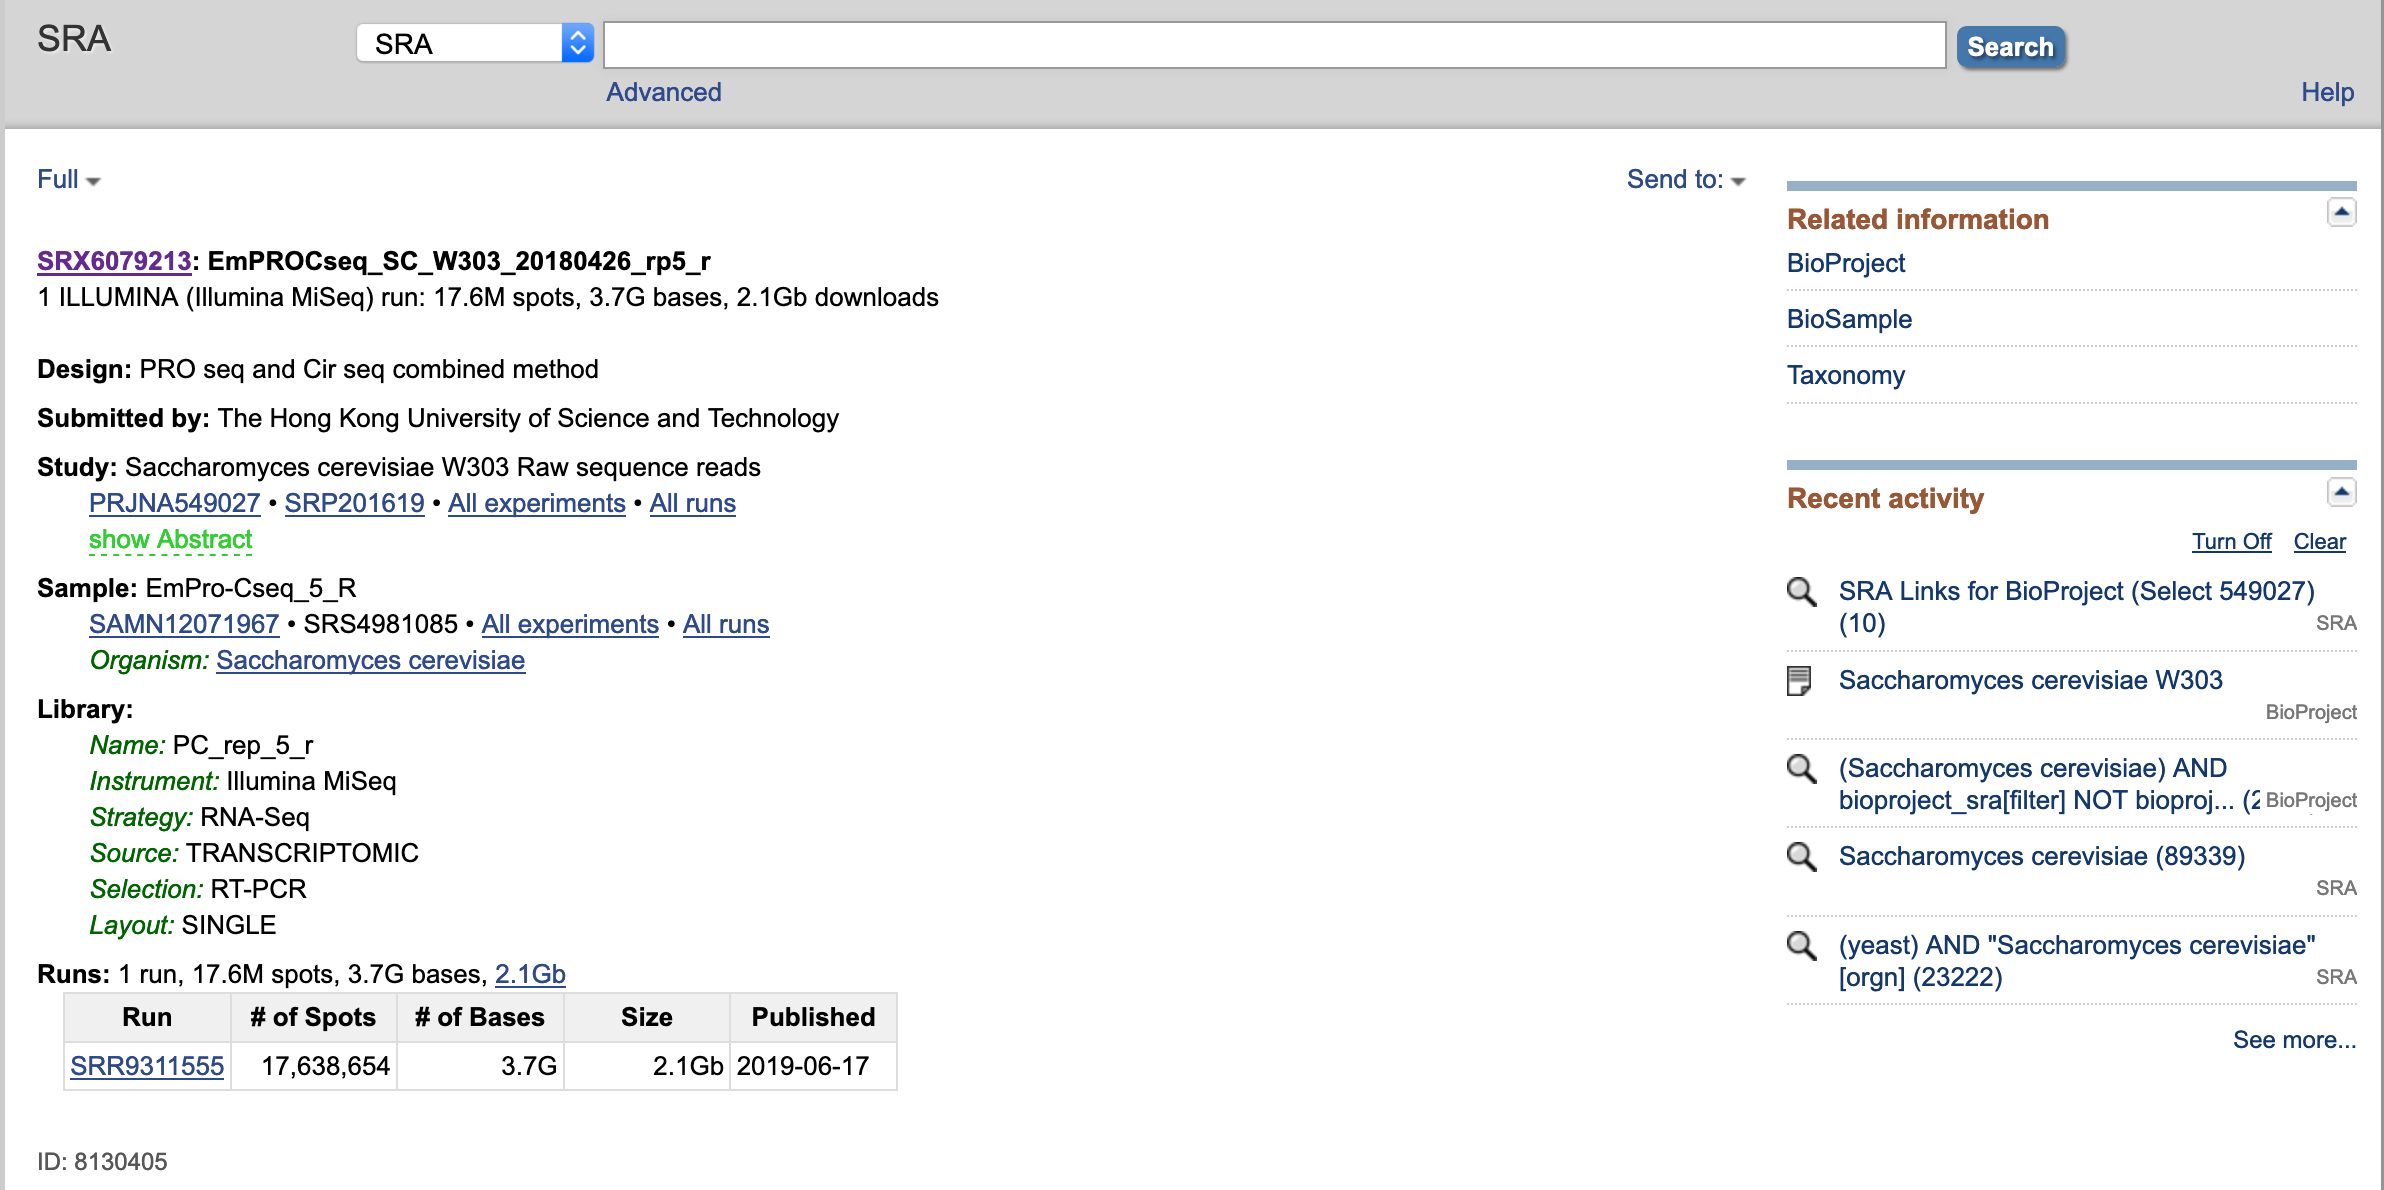 SRA
SRA
Search
Advanced
Help
Full
Send to:
SRX6079213: EmPROCseq_SC_W303_20180426_rp5_r
1 ILLUMINA (Illumina MiSeq) run: 17.6M spots, 3.7G bases, 2.1Gb downloads
Design: PRO seq and Cir seq combined method
Submitted by: The Hong Kong University of Science and Technology
Study: Saccharomyces cerevisiae W303 Raw sequence reads
PRJNA549027 • SRP201619 • All experiments • All runs
show Abstract
Sample: EmPro-Cseq_5_R
SAMN12071967 • SRS4981085 • All experiments • All runs
Organism: Saccharomyces cerevisiae
Library:
Name: PC_rep_5_r
Instrument: Illumina MiSeq
Strategy: RNA-Seq
Source: TRANSCRIPTOMIC
Selection: RT-PCR
Layout: SINGLE
Runs: 1 run, 17.6M spots, 3.7G bases, 2.1Gb
Run # of Spots # of Bases Size Published
SRR9311555 17,638,654 3.7G 2.1Gb 2019-06-17
ID: 8130405
Related information
BioProject
BioSample
Taxonomy
Recent activity
Turn Off Clear
SRA Links for BioProject (Select 549027)
(10) SRA
Saccharomyces cerevisiae W303
BioProject
(Saccharomyces cerevisiae) AND
bioproject_sra[filter] NOT bioproj... (2 BioProject
Saccharomyces cerevisiae (89339)
SRA
(yeast) AND "Saccharomyces cerevisiae"
[orgn] (23222) SRA
See more...